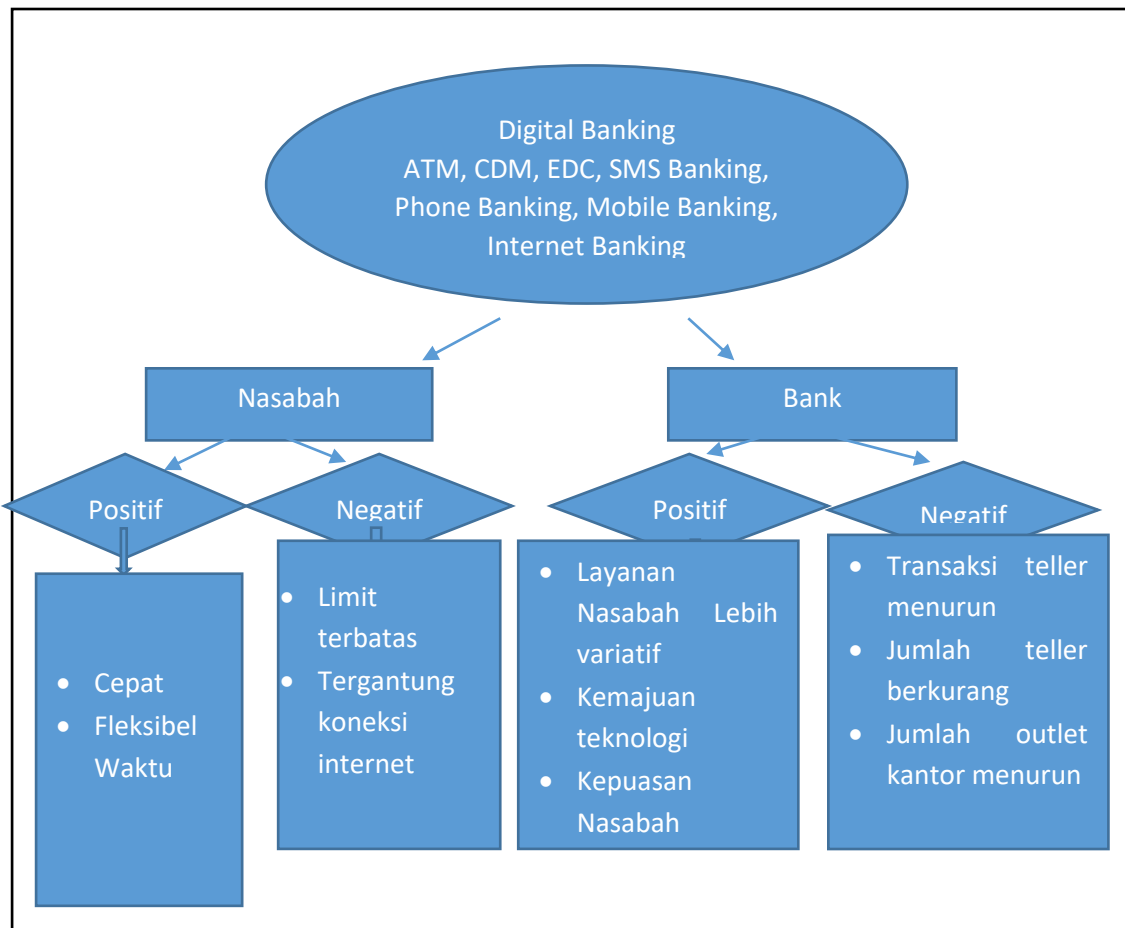 Digital Banking
ATM, CDM, EDC, SMS Banking,
Phone Banking, Mobile Banking,
Internet Banking
Nasabah
Bank
Positif
Negatif
Positif
Negatif
• Cepat
• Fleksibel
Waktu
• Limit
terbatas
• Tergantung
koneksi
internet
• Layanan
Nasabah Lebih
variatif
• Kemajuan
teknologi
• Kepuasan
Nasabah
• Transaksi teller
menurun
• Jumlah teller
berkurang
• Jumlah outlet
kantor menurun